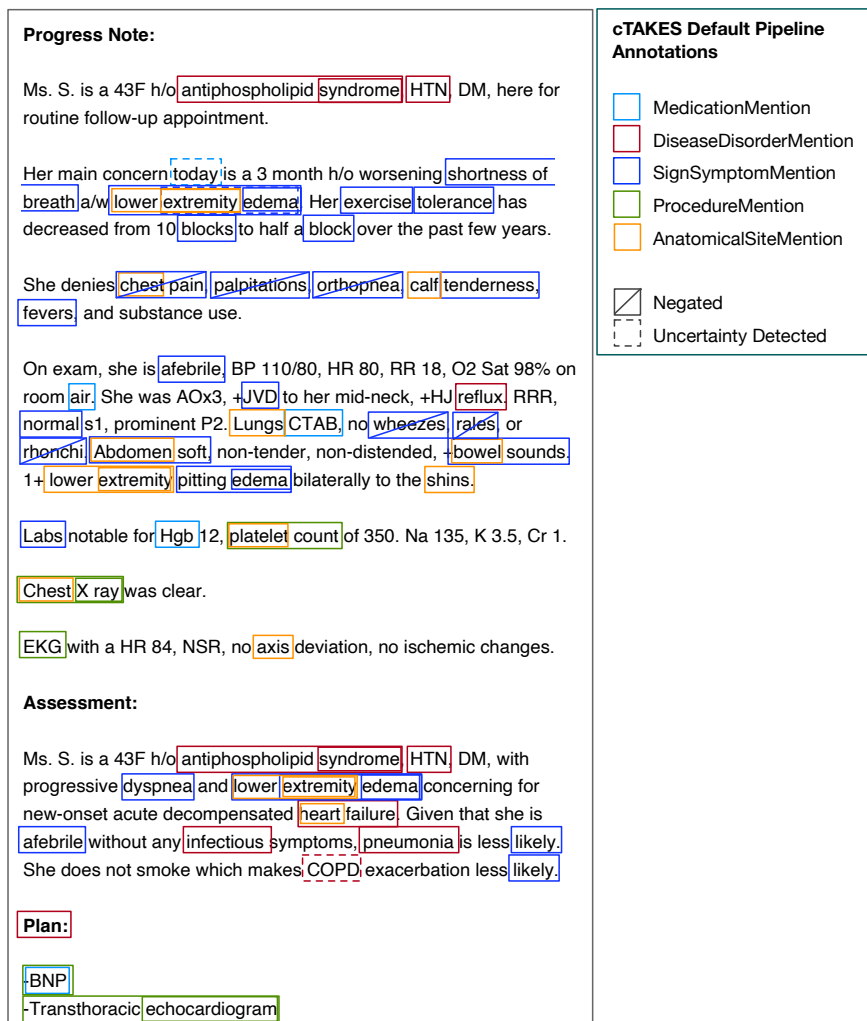 Progress Note:
Ms. S. is a 43F h/o antiphospholipid syndrome, HTN, DM, here for
routine follow-up appointment.
Her main concern today is a 3 month h/o worsening shortness of
breath a/w lower extremity edema. Her exercise tolerance has
decreased from 10 blocks to half a block over the past few years.
She denies chest pain, palpitations, orthopnea, calf tenderness,
fevers, and substance use.
On exam, she is afebrile, BP 110/80, HR 80, RR 18, O2 Sat 98% on
room air. She was AOx3, +JVD to her mid-neck, +HJ reflux. RRR,
normal s1, prominent P2. Lungs CTAB, no wheezes, rales, or
rhonchi. Abdomen soft, non-tender, non-distended, +bowel sounds.
1+ lower extremity pitting edema bilaterally to the shins.
Labs notable for Hgb 12, platelet count of 350. Na 135, K 3.5, Cr 1.
Chest X ray was clear.
EKG with a HR 84, NSR, no axis deviation, no ischemic changes.
Assessment:
Ms. S. is a 43F h/o antiphospholipid syndrome, HTN, DM, with
progressive dyspnea and lower extremity edema concerning for
new-onset acute decompensated heart failure. Given that she is
afebrile without any infectious symptoms, pneumonia is less likely.
She does not smoke which makes COPD exacerbation less likely.
Plan:
-BNP
-Transthoracic echocardiogram
cTAKES Default Pipeline
Annotations
MedicationMention
DiseaseDisorderMention
SignSymptomMention
ProcedureMention
AnatomicalSiteMention
Negated
Uncertainty Detected